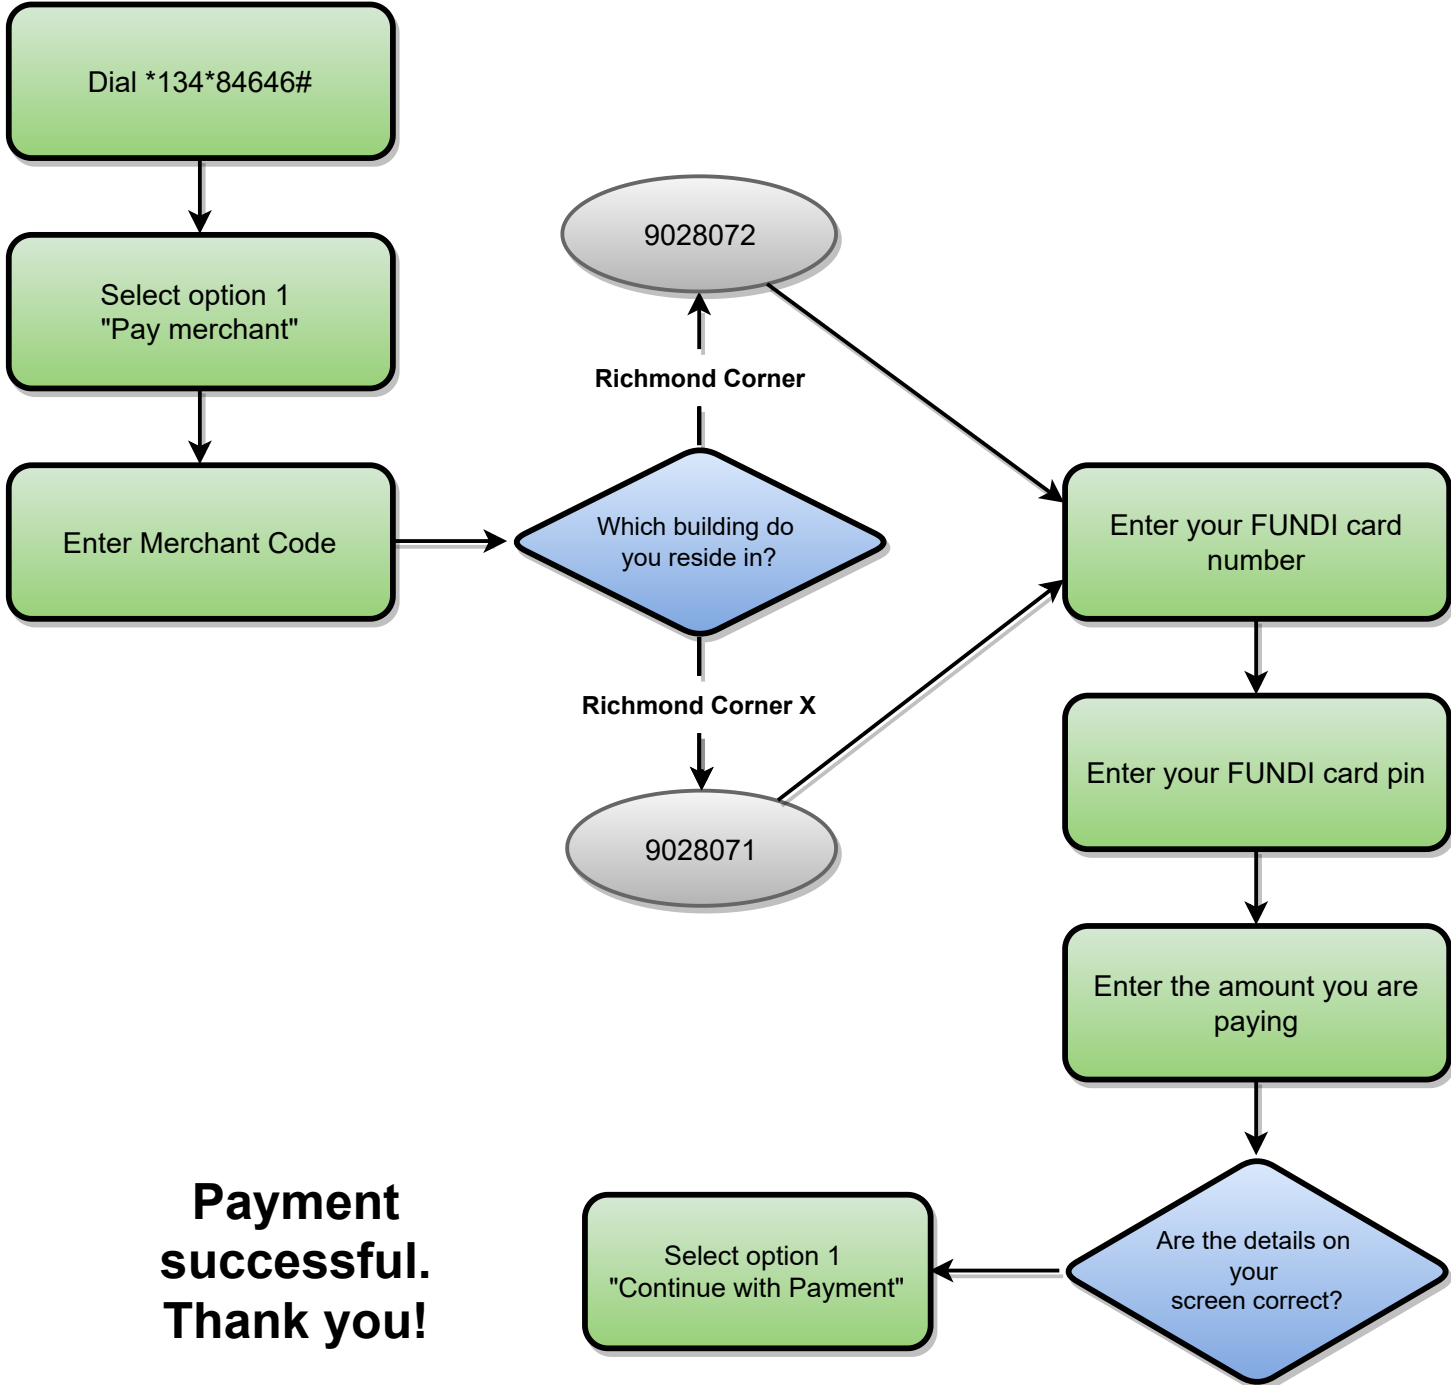 Dial *134*84646#
Select option 1
"Pay merchant"
Enter Merchant Code
Which building do
you reside in?
Richmond Corner
9028072
Richmond Corner X
9028071
Enter your FUNDI card
number
Enter your FUNDI card pin
Enter the amount you are
paying
Are the details on
your
screen correct?
Select option 1
"Continue with Payment"
Payment
successful.
Thank you!